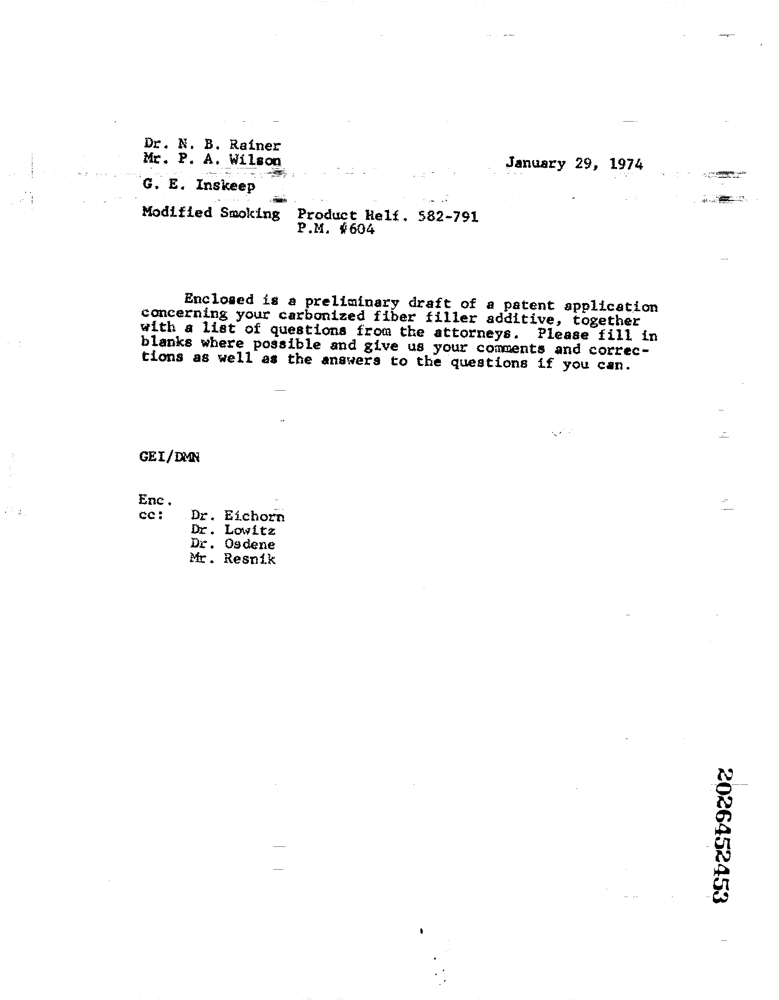 Dr. N. B. Rainer
Mr. P. A. Wilson
January 29, 1974
G. E. Inskeep
Modified Smoking Product Helf. 582-791
P.M. #604
Enclosed is a preliminary draft of a patent application
concerning your carbonized fiber filler additive, together
with a list of questions from the attorneys. Please fill in
blanks where possible and give us your comments and correc-
tions as well as the answers to the questions if you can.
GEI/DMN
Enc.
cc: Dr. Eichorn
Dr. Lowitz
Dr. Osdene
Mr. Resnik
2026452453